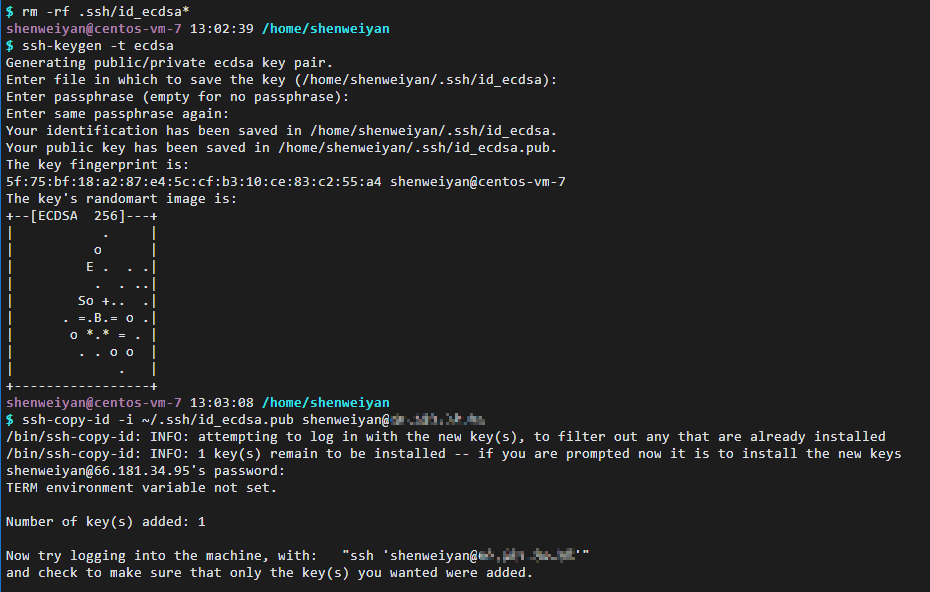 $ rm -rf .ssh/id_ecdsa*
shenweiyan@centos-vm-7 13:02:39 /home/shenweiyan
$ ssh-keygen -t ecdsa
Generating public/private ecdsa key pair.
Enter file in which to save the key (/home/shenweiyan/.ssh/id_ecdsa):
Enter passphrase (empty for no passphrase):
Enter same passphrase again:
Your identification has been saved in /home/shenweiyan/.ssh/id_ecdsa.
Your public key has been saved in /home/shenweiyan/.ssh/id_ecdsa.pub.
The key fingerprint is:
5f:75:bf:18:a2:87:e4:5c:cf:b3:10:ce:83:c2:55:a4 shenweiyan@centos-vm-7
The key's randomart image is:
+--[ECDSA  256]---+
|           .     |
|          o      |
|         E .  . .|
|          .  . ..|
|        So +..  .|
|      . =.B.= o .|
|       o *.* = . |
|        . . o o  |
|             .   |
+-----------------+
shenweiyan@centos-vm-7 13:03:08 /home/shenweiyan
$ ssh-copy-id -i ~/.ssh/id_ecdsa.pub shenweiyan@
/bin/ssh-copy-id: INFO: attempting to log in with the new key(s), to filter out any that are already installed
/bin/ssh-copy-id: INFO: 1 key(s) remain to be installed -- if you are prompted now it is to install the new keys
shenweiyan@66.181.34.95's password:
TERM environment variable not set.
Number of key(s) added: 1
Now try logging into the machine, with:   "ssh 'shenweiyan@'"
and check to make sure that only the key(s) you wanted were added.